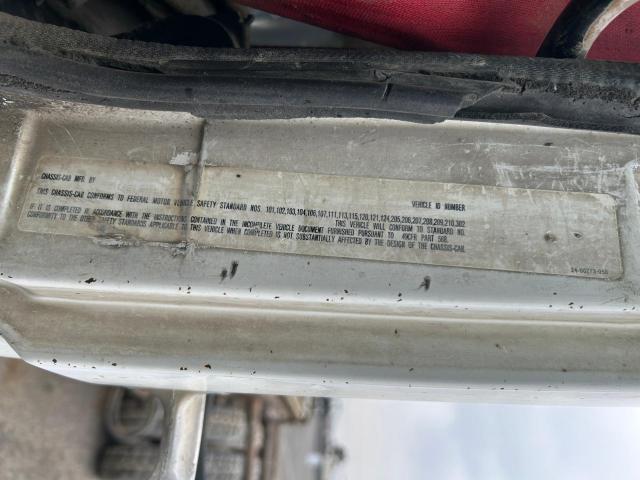 CHASSIS-CAB MFG. BY
VEHICLE ID NUMBER
THIS CHASSIS-CAB CONFORMS TO FEDERAL MOTOR VEHICLE SAFETY STANDARD NOS. 101,102,103,104,106,107,111,113,115,120,121,124,205,206,207,208,209,210,302
IF IT IS COMPLETED IN ACCORDANCE WITH THE INSTRUCTIONS CONTAINED IN THE INCOMPLETE VEHICLE DOCUMENT FURNISHED PURSUANT TO 49CFR PART 568. THIS VEHICLE WILL CONFORM TO STANDARD NO.
CONFORMITY TO THE OTHER SAFETY STANDARDS APPLICABLE TO THIS VEHICLE WHEN COMPLETED IS NOT SUBSTANTIALLY AFFECTED BY THE DESIGN OF THE CHASSIS-CAB.
24-00273-050